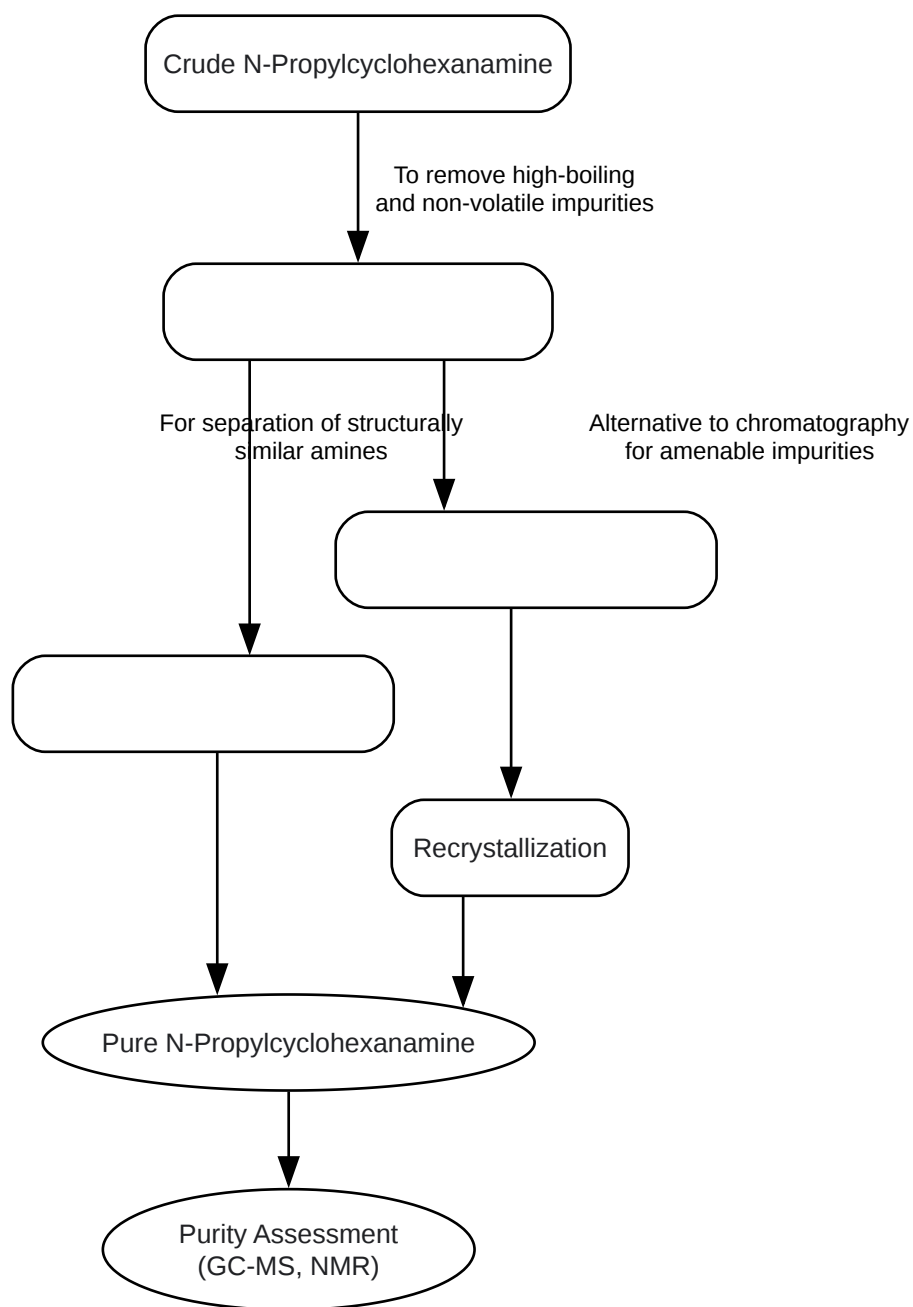 Crude N-Propylcyclohexanamine
To remove high-boiling
and non-volatile impurities
For separation of structurally
similar amines
Alternative to chromatography
for amenable impurities
Recrystallization
Pure N-Propylcyclohexanamine
Purity Assessment
(GC-MS, NMR)